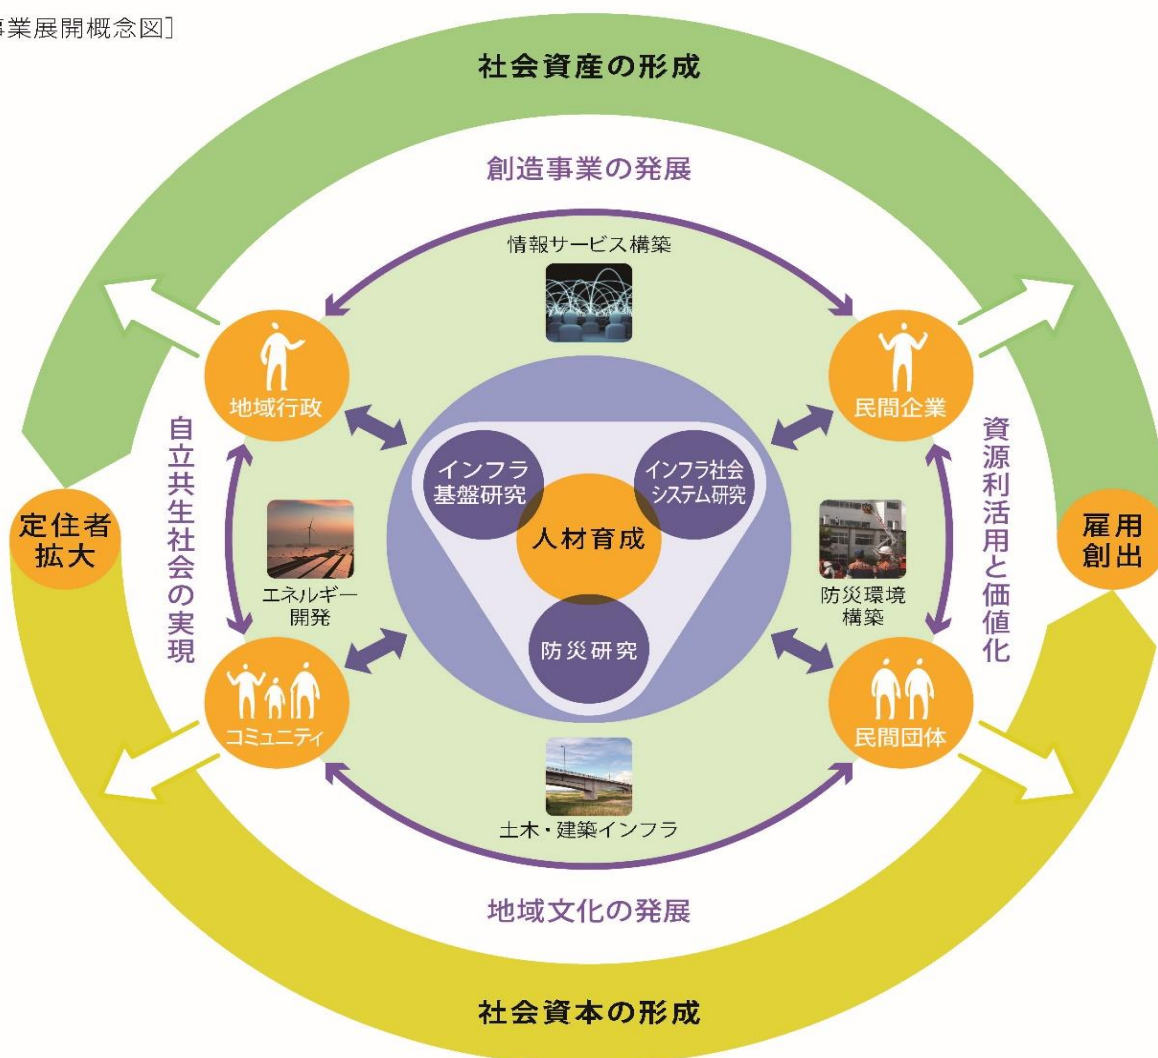 事業展開概念図]
社会資産の形成
創造事業の発展
情報サービス構築
地域行政
民間企業
自立共生社会の実現
資源利活用と価値化
インフラ
基盤研究
インフラ社会
システム研究
人材育成
定住者
拡大
雇用
創出
エネルギー
開発
防災環境
構築
防災研究
コミュニティ
民間団体
土木・建築インフラ
地域文化の発展
社会資本の形成